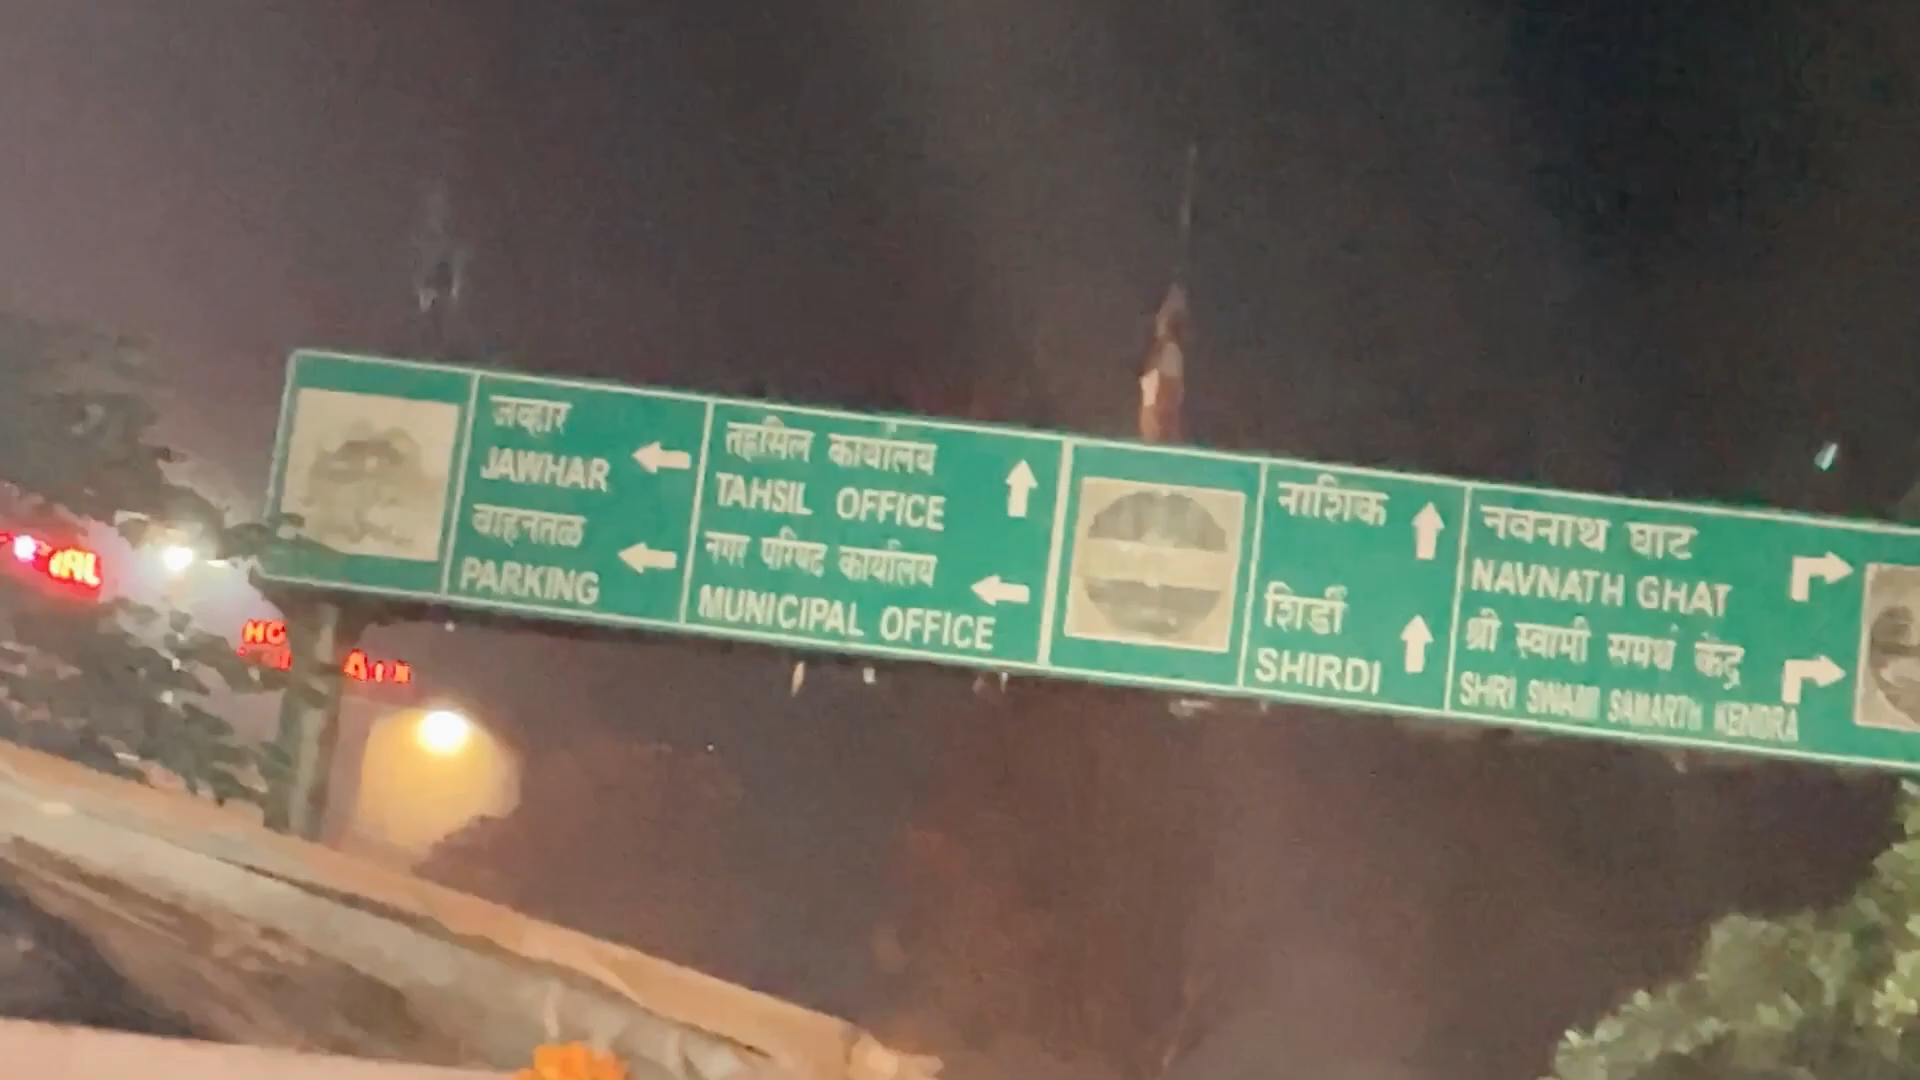 जव्हार
JAWHAR
वाहनतळ
PARKING
तहसिल कार्यालय
TAHSIL OFFICE
नगर परिषद कार्यालय
MUNICIPAL OFFICE
नाशिक
शिर्डी
SHIRDI
नवनाथ घाट
NAVNATH GHAT
श्री स्वामी समर्थ केंद्र
SHRI SWAMI SAMARTH KENDRA